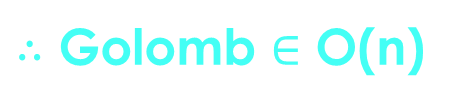 ∴ Golomb ∈ O(n)